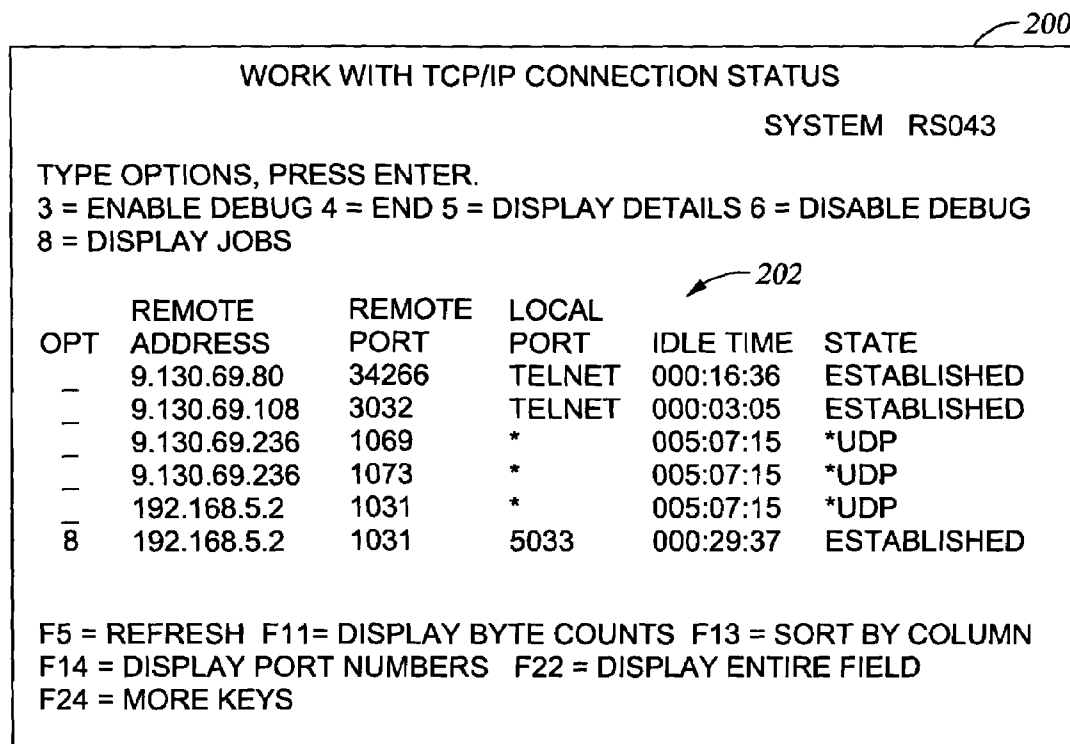 200
WORK WITH TCP/IP CONNECTION STATUS
SYSTEM RS043
TYPE OPTIONS, PRESS ENTER.
3 = ENABLE DEBUG 4 = END 5 = DISPLAY DETAILS 6 = DISABLE DEBUG
8 = DISPLAY JOBS
202
REMOTE REMOTE LOCAL
OPT ADDRESS PORT PORT IDLE TIME STATE
_ 9.130.69.80 34266 TELNET 000:16:36 ESTABLISHED
_ 9.130.69.108 3032 TELNET 000:03:05 ESTABLISHED
_ 9.130.69.236 1069 * 005:07:15 *UDP
_ 9.130.69.236 1073 * 005:07:15 *UDP
_ 192.168.5.2 1031 * 005:07:15 *UDP
8 192.168.5.2 1031 5033 000:29:37 ESTABLISHED
F5 = REFRESH F11= DISPLAY BYTE COUNTS F13 = SORT BY COLUMN
F14 = DISPLAY PORT NUMBERS F22 = DISPLAY ENTIRE FIELD
F24 = MORE KEYS